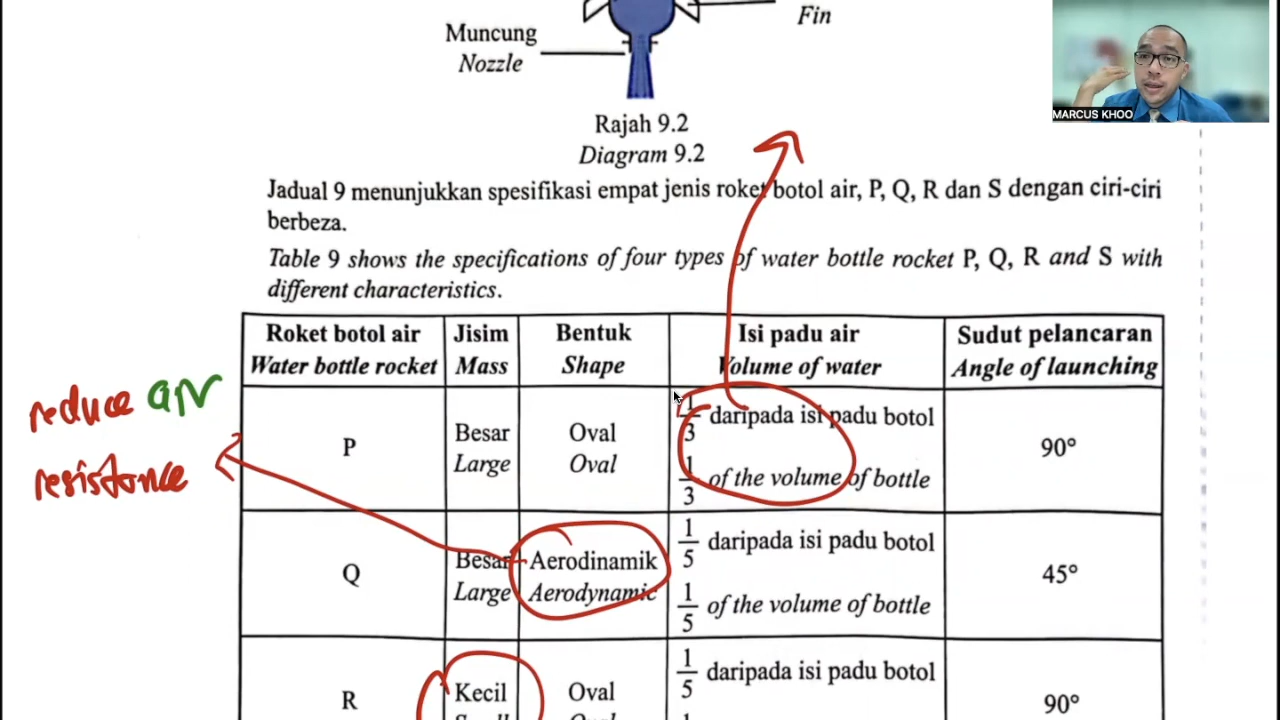 Muncung
Nozzle
Fin
MARCUS KHOO
Rajah 9.2
Diagram 9.2
Jadual 9 menunjukkan spesifikasi empat jenis roket botol air, P, Q, R dan S dengan ciri-ciri
berbeza.
Table 9 shows the specifications of four types of water bottle rocket P, Q, R and S with
different characteristics.
Roket botol air Jisim Bentuk Isi padu air Sudut pelancaran
Water bottle rocket Mass Shape Volume of water Angle of launching
reduce air
resistance
P
Besar
Large
Oval
Oval
1/3 daripada isi padu botol
1/3 of the volume of bottle
90°
Q
Besar
Large
Aerodinamik
Aerodynamic
1/5 daripada isi padu botol
1/5 of the volume of bottle
45°
R
Kecil
Oval
1/5 daripada isi padu botol
90°